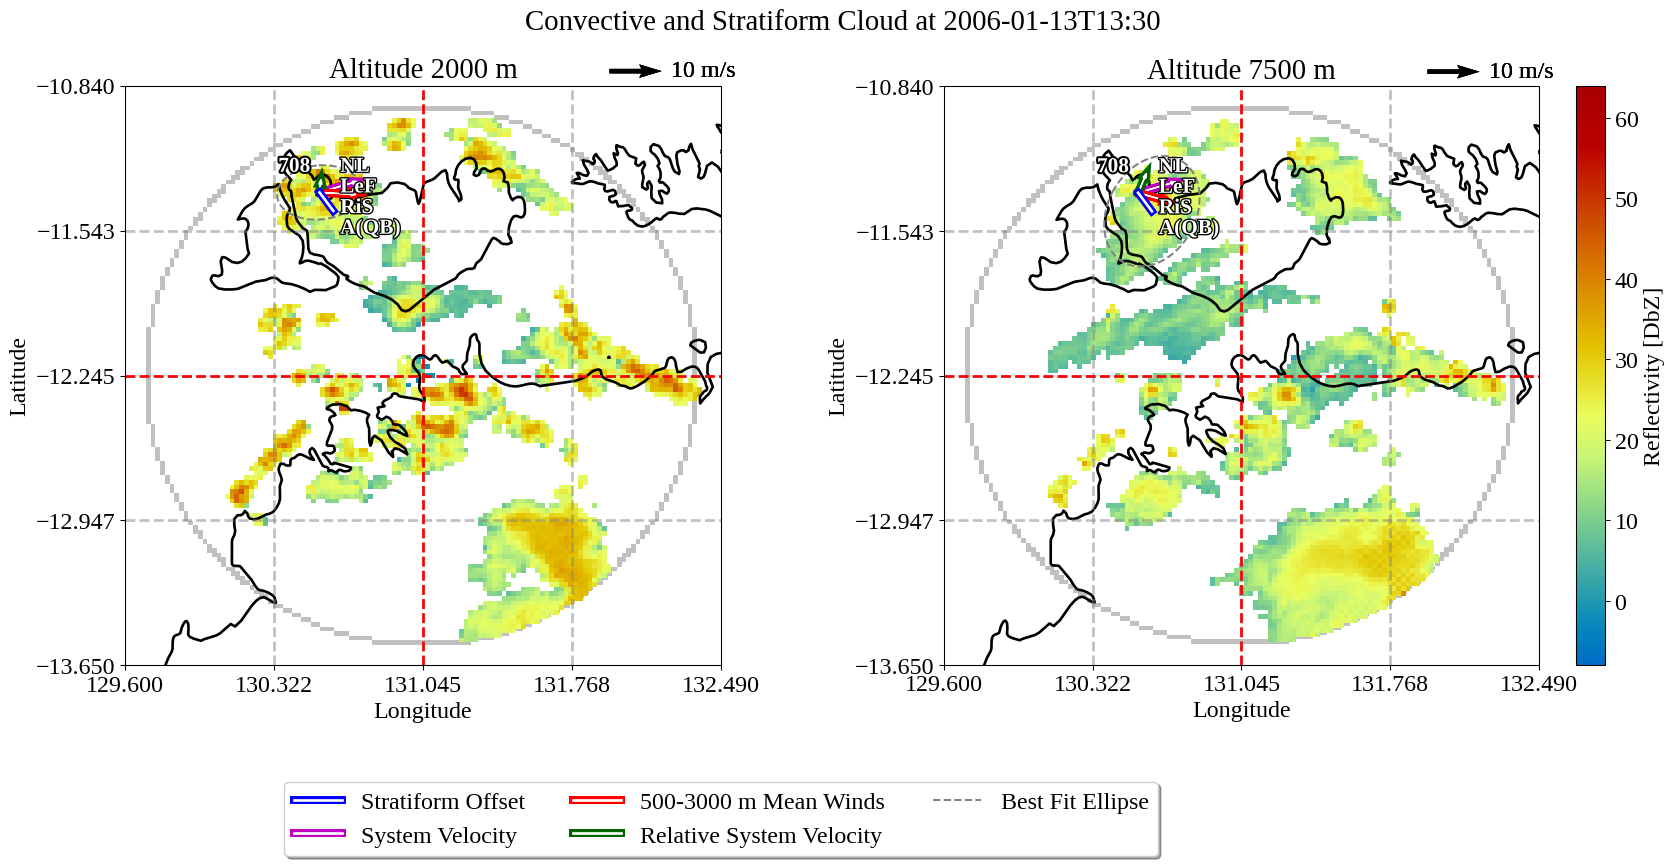 Convective and Stratiform Cloud at 2006-01-13T13:30
Altitude 2000 m
10 m/s
−10.840
−11.543
−12.245
−12.947
−13.650
Latitude
129.600
130.322
131.045
131.768
132.490
Longitude
708
NL
LeF
RiS
A(QB)
Altitude 7500 m
10 m/s
−10.840
−11.543
−12.245
−12.947
−13.650
Latitude
129.600
130.322
131.045
131.768
132.490
Longitude
708
NL
LeF
RiS
A(QB)
60
50
40
30
20
10
0
Reflectivity [DbZ]
Stratiform Offset
System Velocity
500-3000 m Mean Winds
Relative System Velocity
Best Fit Ellipse